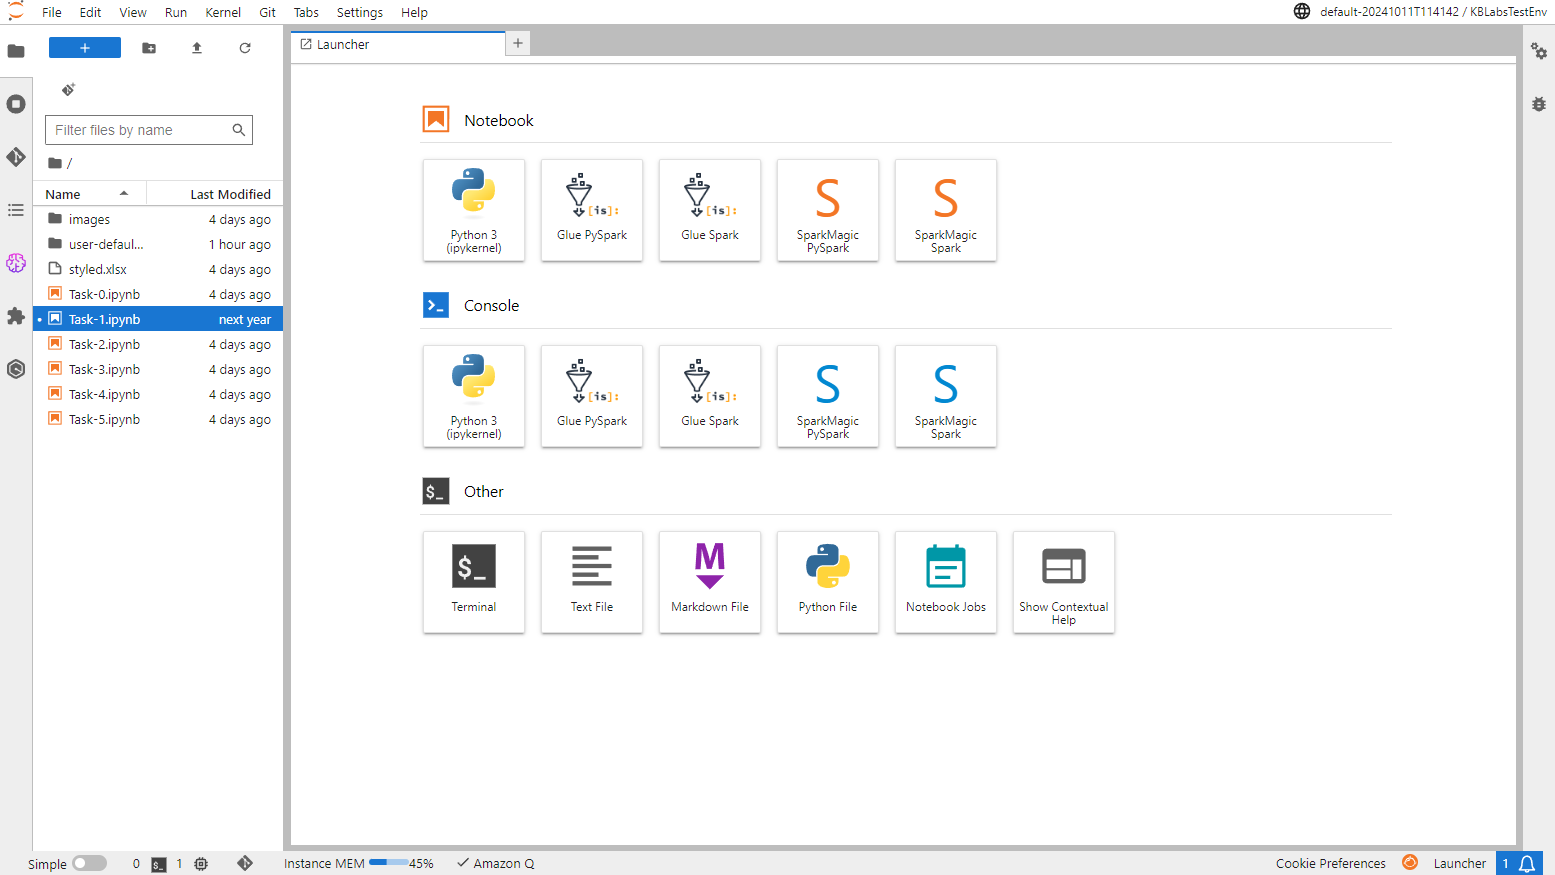 File Edit View Run Kernel Git Tabs Settings Help
default-20241011T114142 / KBLabsTestEnv
Launcher
Filter files by name
/
Name Last Modified
images 4 days ago
user-defaul... 1 hour ago
styled.xlsx 4 days ago
Task-0.ipynb 4 days ago
Task-1.ipynb next year
Task-2.ipynb 4 days ago
Task-3.ipynb 4 days ago
Task-4.ipynb 4 days ago
Task-5.ipynb 4 days ago
Notebook
Python 3
(ipykernel)
[is]:
Glue PySpark
[is]:
Glue Spark
S
SparkMagic
PySpark
S
SparkMagic
Spark
Console
Python 3
(ipykernel)
[is]:
Glue PySpark
[is]:
Glue Spark
S
SparkMagic
PySpark
S
SparkMagic
Spark
$_
Other
$_
Terminal
Text File
M
Markdown File
Python File
Notebook Jobs
Show Contextual
Help
Simple 0 $_ 1 Instance MEM 45% Amazon Q Cookie Preferences Launcher 1